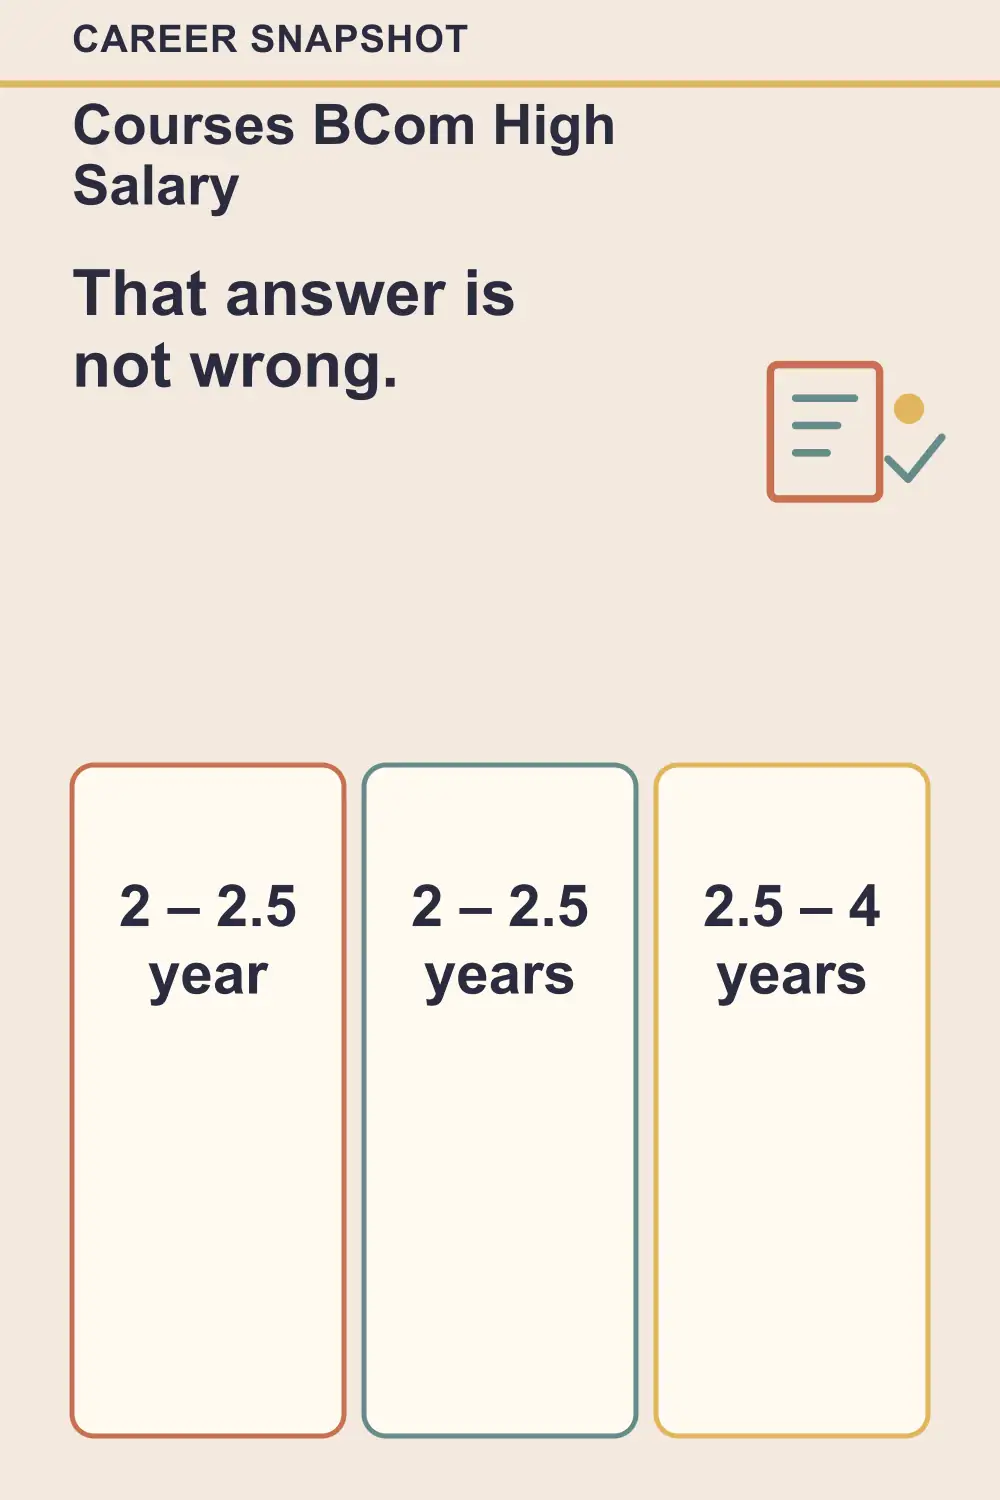 CAREER SNAPSHOT
Courses BCom High
Salary
That answer is
not wrong.
2 – 2.5
year
2 – 2.5
years
2.5 – 4
years